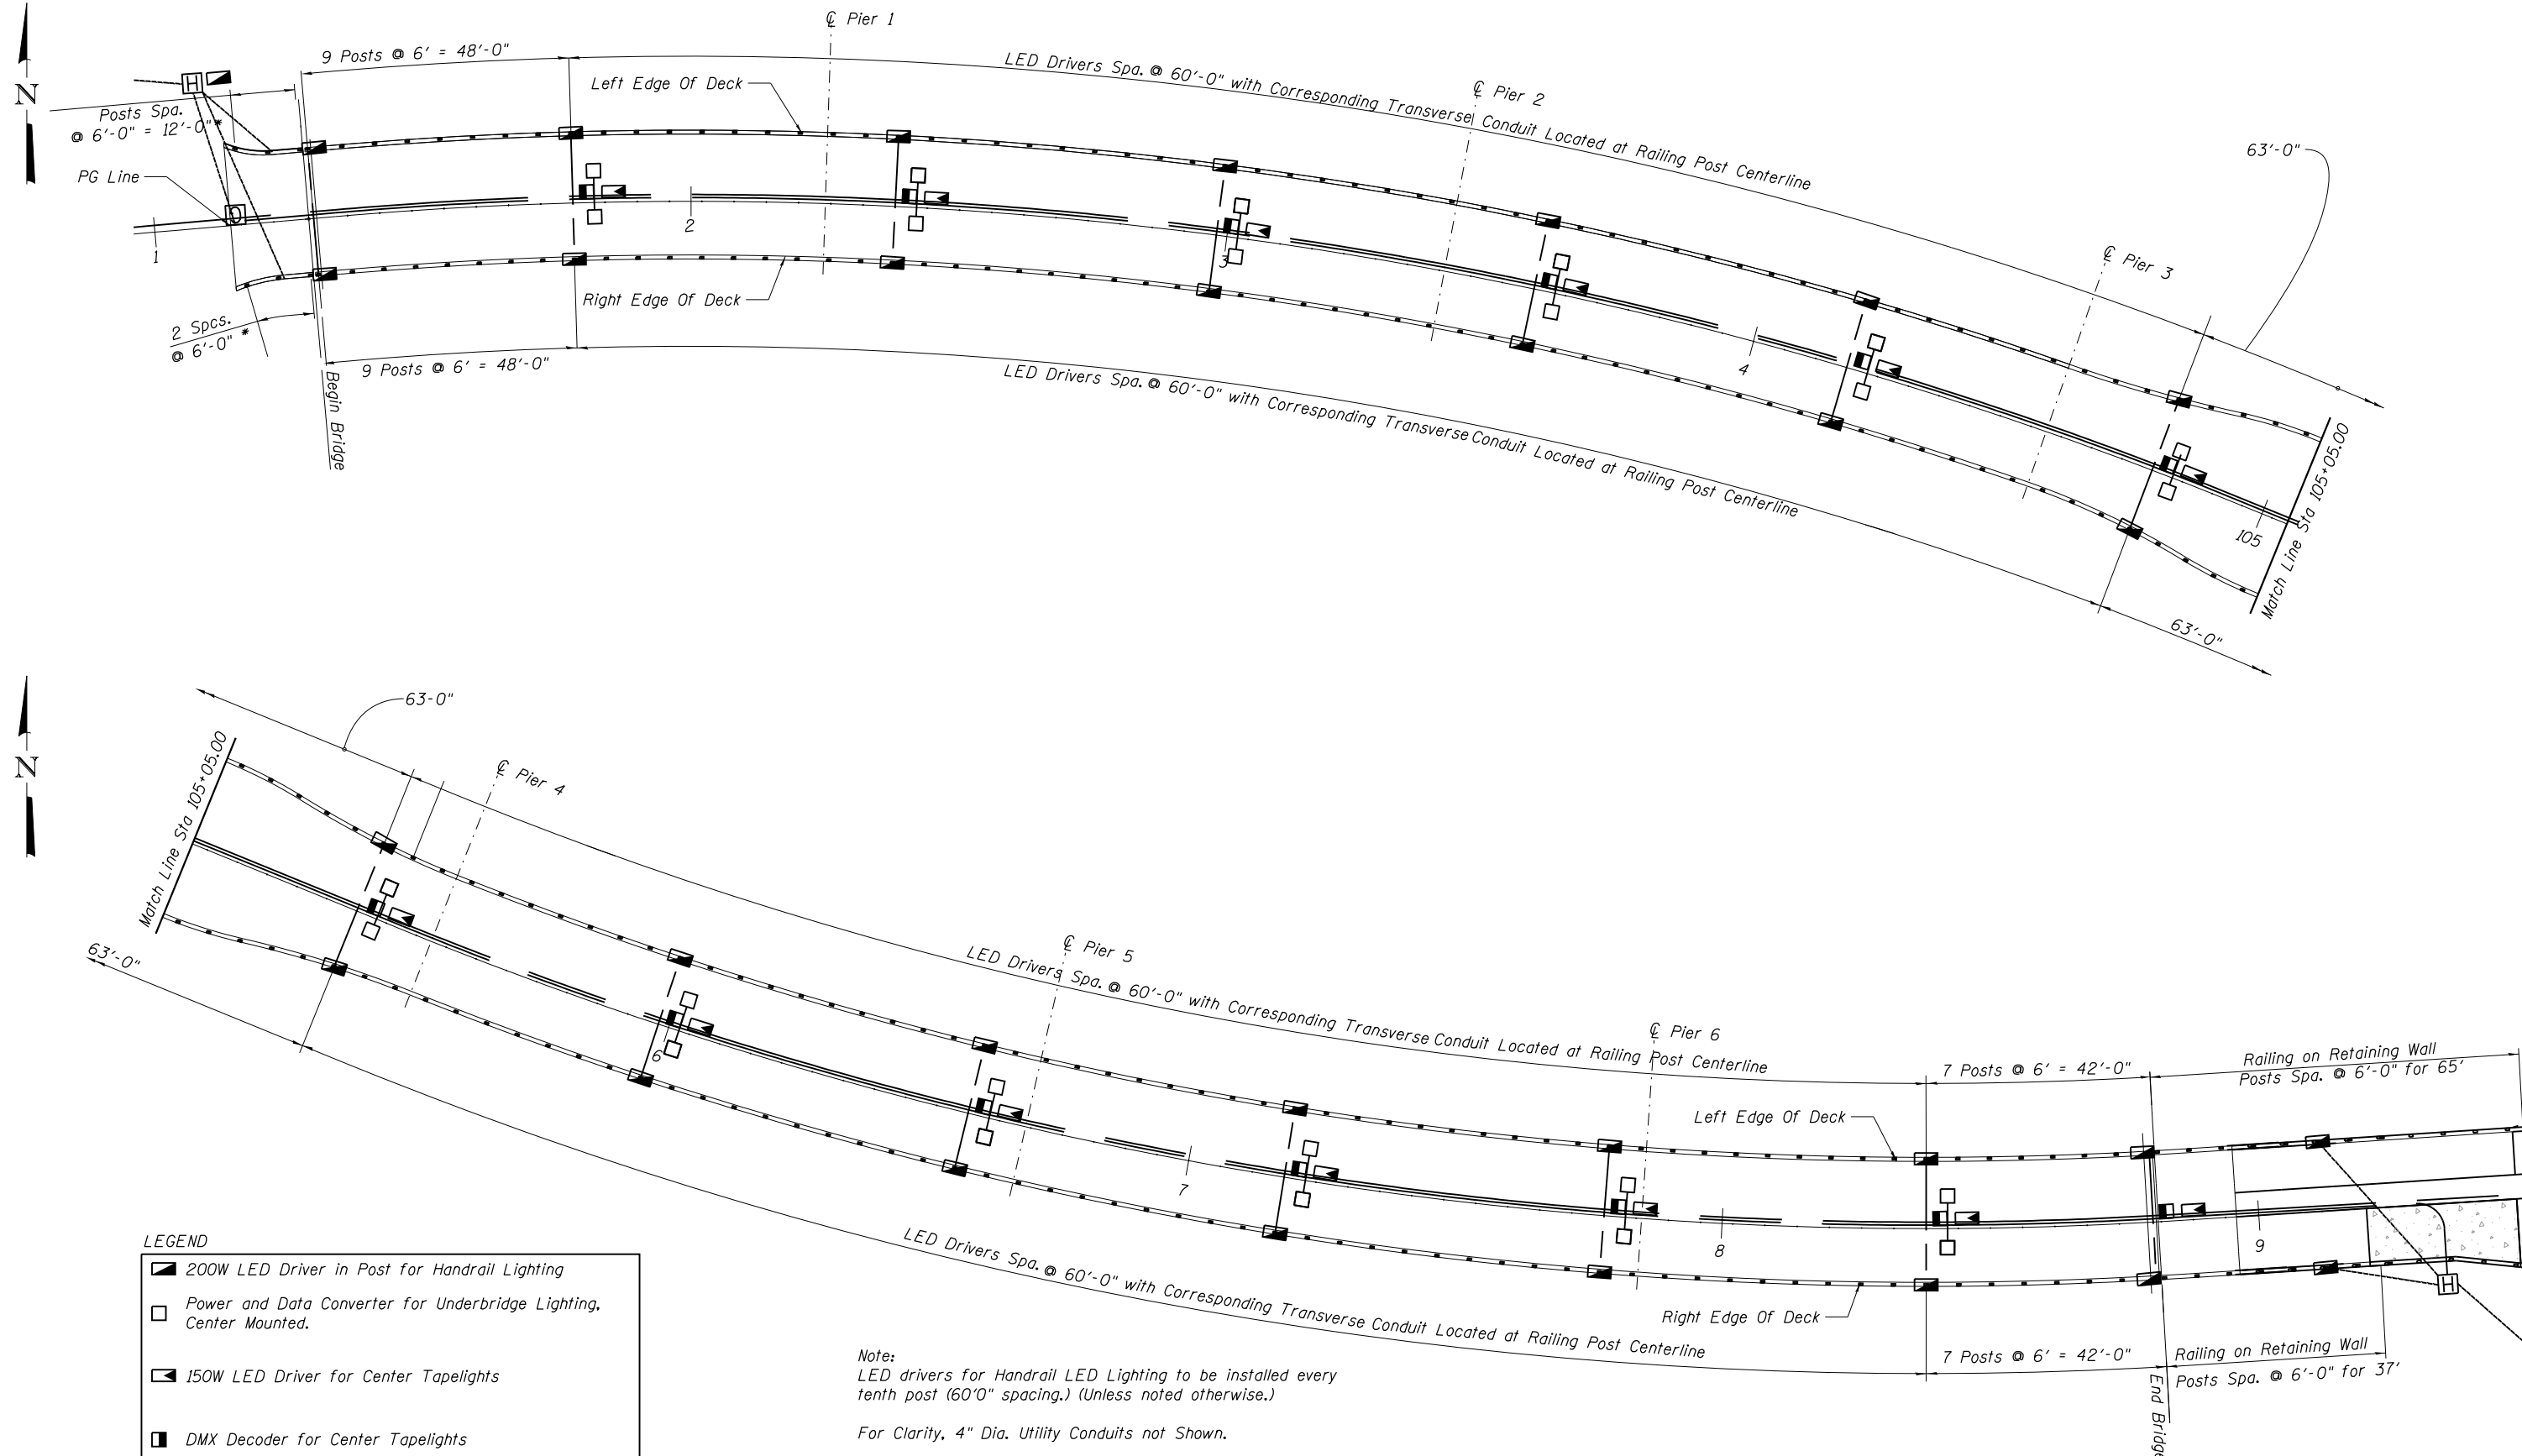 N
℄ Pier 1
9 Posts @ 6' = 48'-0"
LED Drivers Spa. @ 60'-0" with Corresponding Transverse Conduit Located at Railing Post Centerline
℄ Pier 2
H
Left Edge Of Deck
Posts Spa.
@ 6'-0" = 12'-0"*
63'-0"
PG Line
℄ Pier 3
1
2
3
4
105
Right Edge Of Deck
2 Spcs.
@ 6'-0" *
9 Posts @ 6' = 48'-0"
Begin Bridge
LED Drivers Spa. @ 60'-0" with Corresponding Transverse Conduit Located at Railing Post Centerline
Match Line Sta 105+05.00
63'-0"
N
63-0"
℄ Pier 4
Match Line Sta 105+05.00
63'-0"
℄ Pier 5
LED Drivers Spa. @ 60'-0" with Corresponding Transverse Conduit Located at Railing Post Centerline
℄ Pier 6
7 Posts @ 6' = 42'-0"
Railing on Retaining Wall
Posts Spa. @ 6'-0" for 65'
Left Edge Of Deck
6
7
8
9
H
LED Drivers Spa. @ 60'-0" with Corresponding Transverse Conduit Located at Railing Post Centerline
Right Edge Of Deck
7 Posts @ 6' = 42'-0"
Railing on Retaining Wall
Posts Spa. @ 6'-0" for 37'
End Bridge
LEGEND
200W LED Driver in Post for Handrail Lighting
Power and Data Converter for Underbridge Lighting,
Center Mounted.
150W LED Driver for Center Tapelights
DMX Decoder for Center Tapelights
Note:
LED drivers for Handrail LED Lighting to be installed every
tenth post (60'0" spacing.) (Unless noted otherwise.)
For Clarity, 4" Dia. Utility Conduits not Shown.